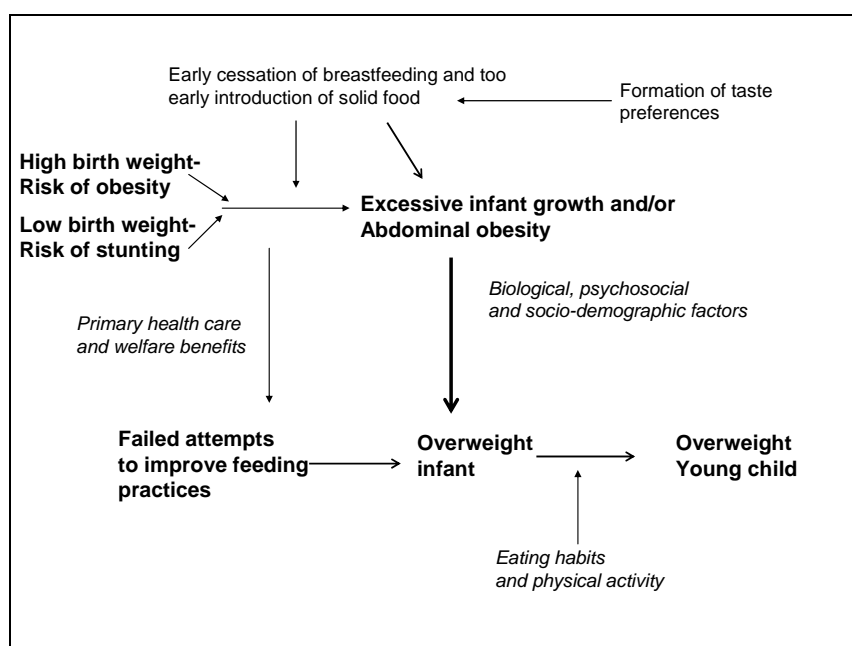 Early cessation of breastfeeding and too
early introduction of solid food
Formation of taste
preferences
High birth weight-
Risk of obesity
Low birth weight-
Risk of stunting
Excessive infant growth and/or
Abdominal obesity
Biological, psychosocial
and socio-demographic factors
Primary health care
and welfare benefits
Failed attempts
to improve feeding
practices
Overweight
infant
Overweight
Young child
Eating habits
and physical activity